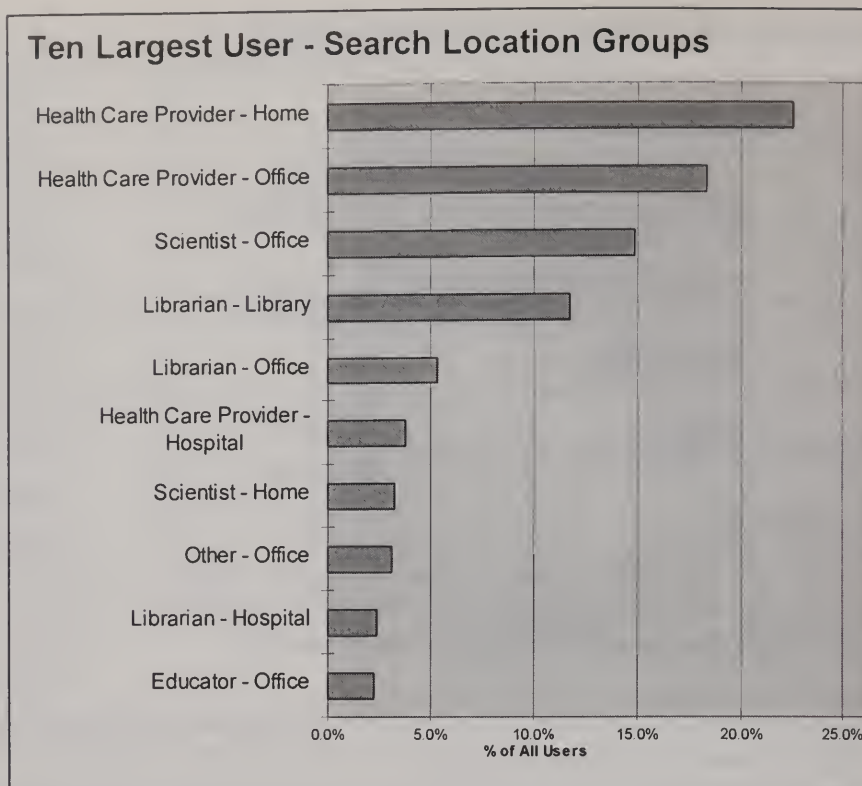 Ten Largest User - Search Location Groups
Health Care Provider - Home
Health Care Provider - Office
Scientist - Office
Librarian - Library
Librarian - Office
Health Care Provider -
Hospital
Scientist - Home
Other - Office
Librarian - Hospital
Educator - Office
0.0% 5.0% 10.0% 15.0% 20.0% 25.0%
% of All Users